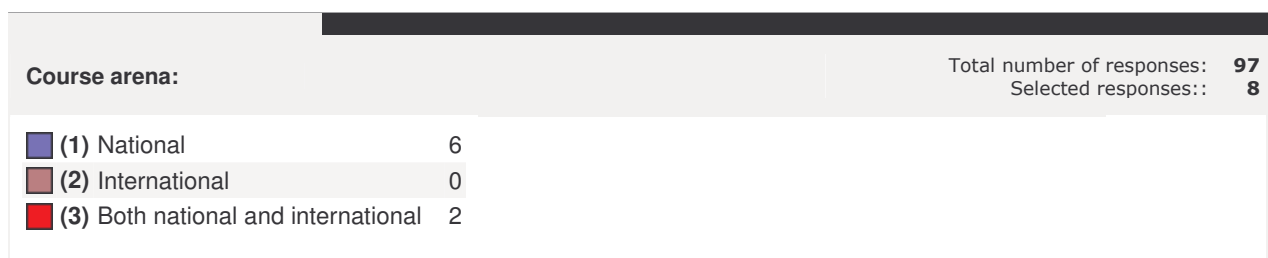 Course arena:
Total number of responses: 97
Selected responses:: 8
(1) National 6
(2) International 0
(3) Both national and international 2